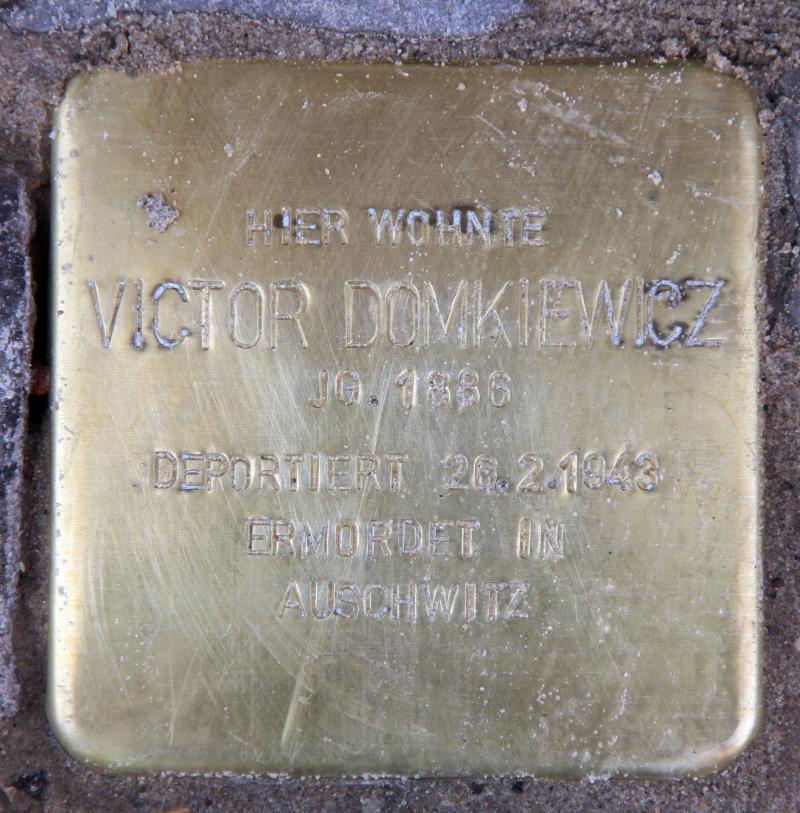 HIER WOHNTE
VICTOR DOMKIEWICZ
JG. 1886
DEPORTIERT 26.2.1943
ERMORDET IN
AUSCHWITZ